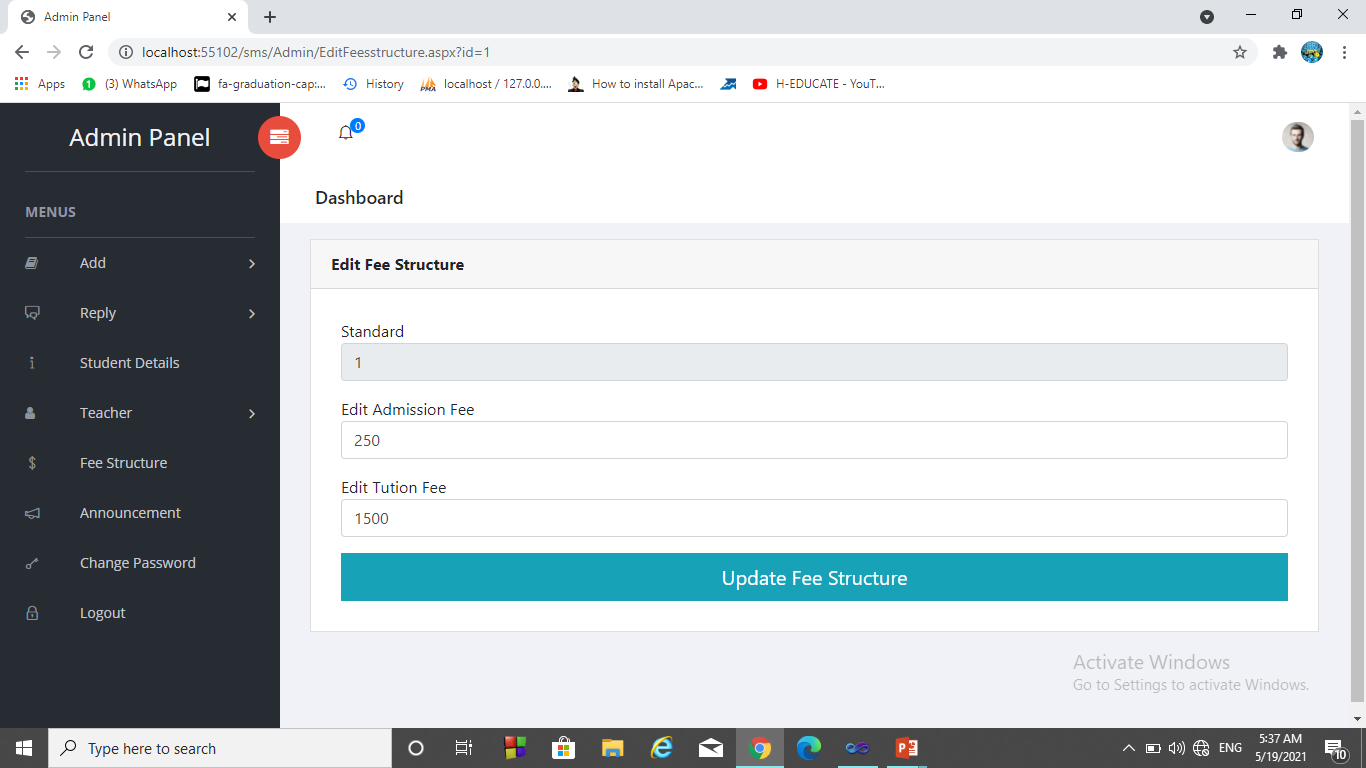 Admin Panel
localhost:55102/sms/Admin/EditFeesstructure.aspx?id=1
Apps
1
(3) WhatsApp
fa-graduation-cap:...
History
PMA
localhost / 127.0.0....
How to install Apac...
H-EDUCATE - YouT...
Admin Panel
0
Dashboard
MENUS
Add
Reply
Student Details
Teacher
Fee Structure
Announcement
Change Password
Logout
Edit Fee Structure
Standard
1
Edit Admission Fee
250
Edit Tution Fee
1500
Update Fee Structure
Activate Windows
Go to Settings to activate Windows.
Type here to search
ENG
5:37 AM
5/19/2021
10